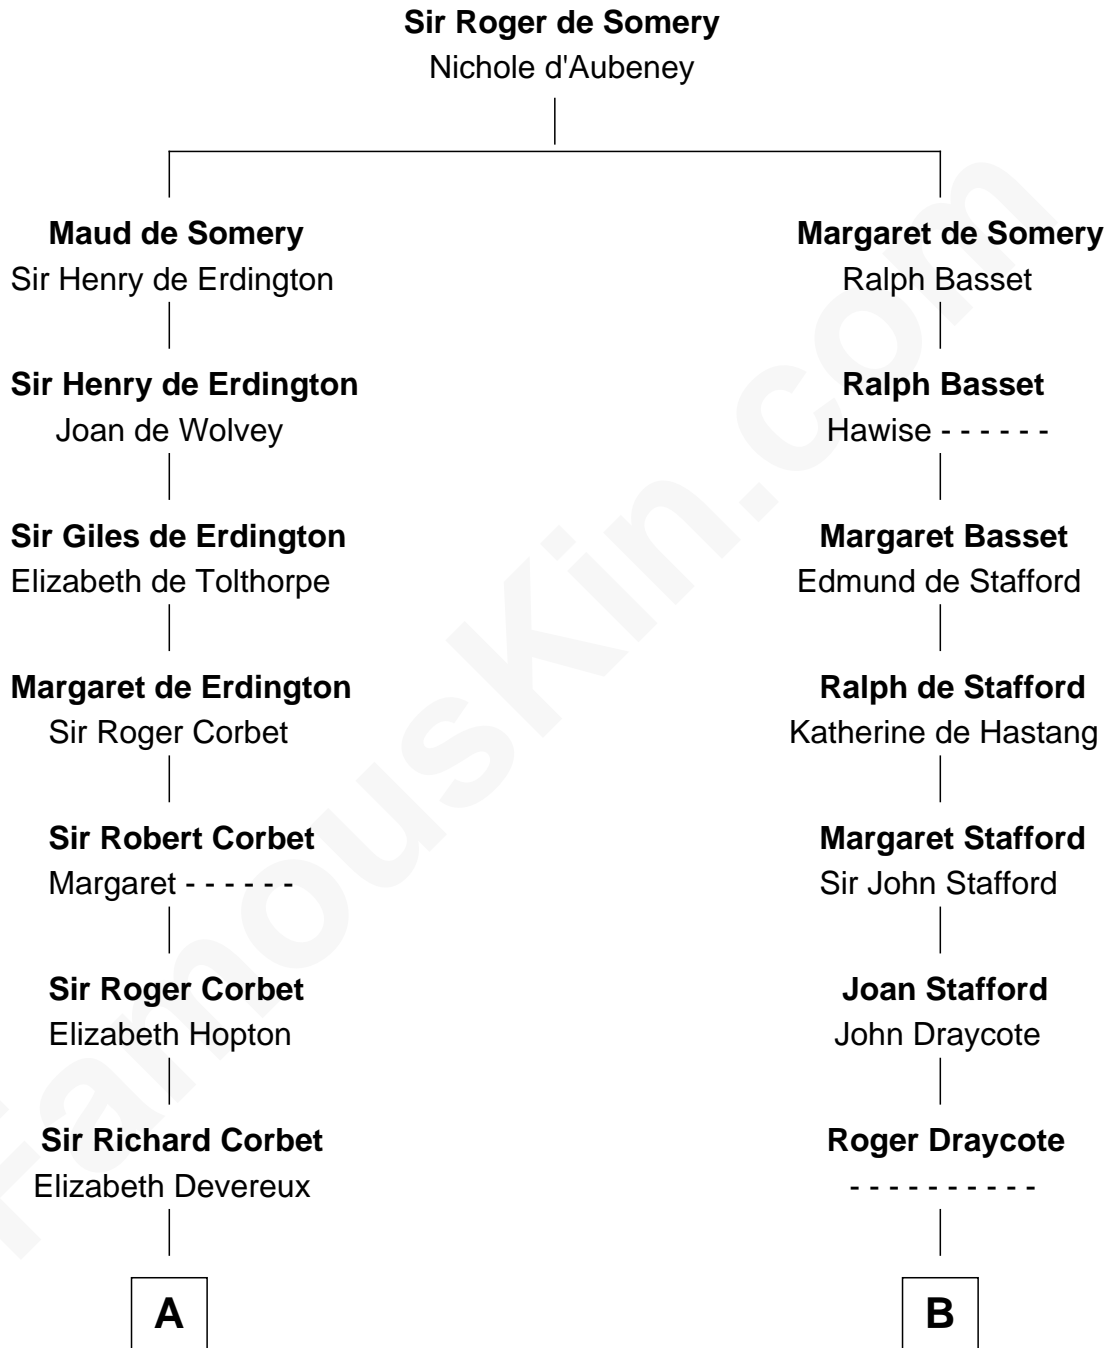 Sir Roger de Somery
Nichole d'Aubeney
Maud de Somery
Sir Henry de Erdington
Margaret de Somery
Ralph Basset
Sir Henry de Erdington
Joan de Wolvey
Ralph Basset
Hawise - - - - - -
Sir Giles de Erdington
Elizabeth de Tolthorpe
Margaret Basset
Edmund de Stafford
Margaret de Erdington
Sir Roger Corbet
Ralph de Stafford
Katherine de Hastang
Sir Robert Corbet
Margaret - - - - - -
Margaret Stafford
Sir John Stafford
Sir Roger Corbet
Elizabeth Hopton
Joan Stafford
John Draycote
Sir Richard Corbet
Elizabeth Devereux
Roger Draycote
- - - - - - - - - -
A
B
FamousKin.com